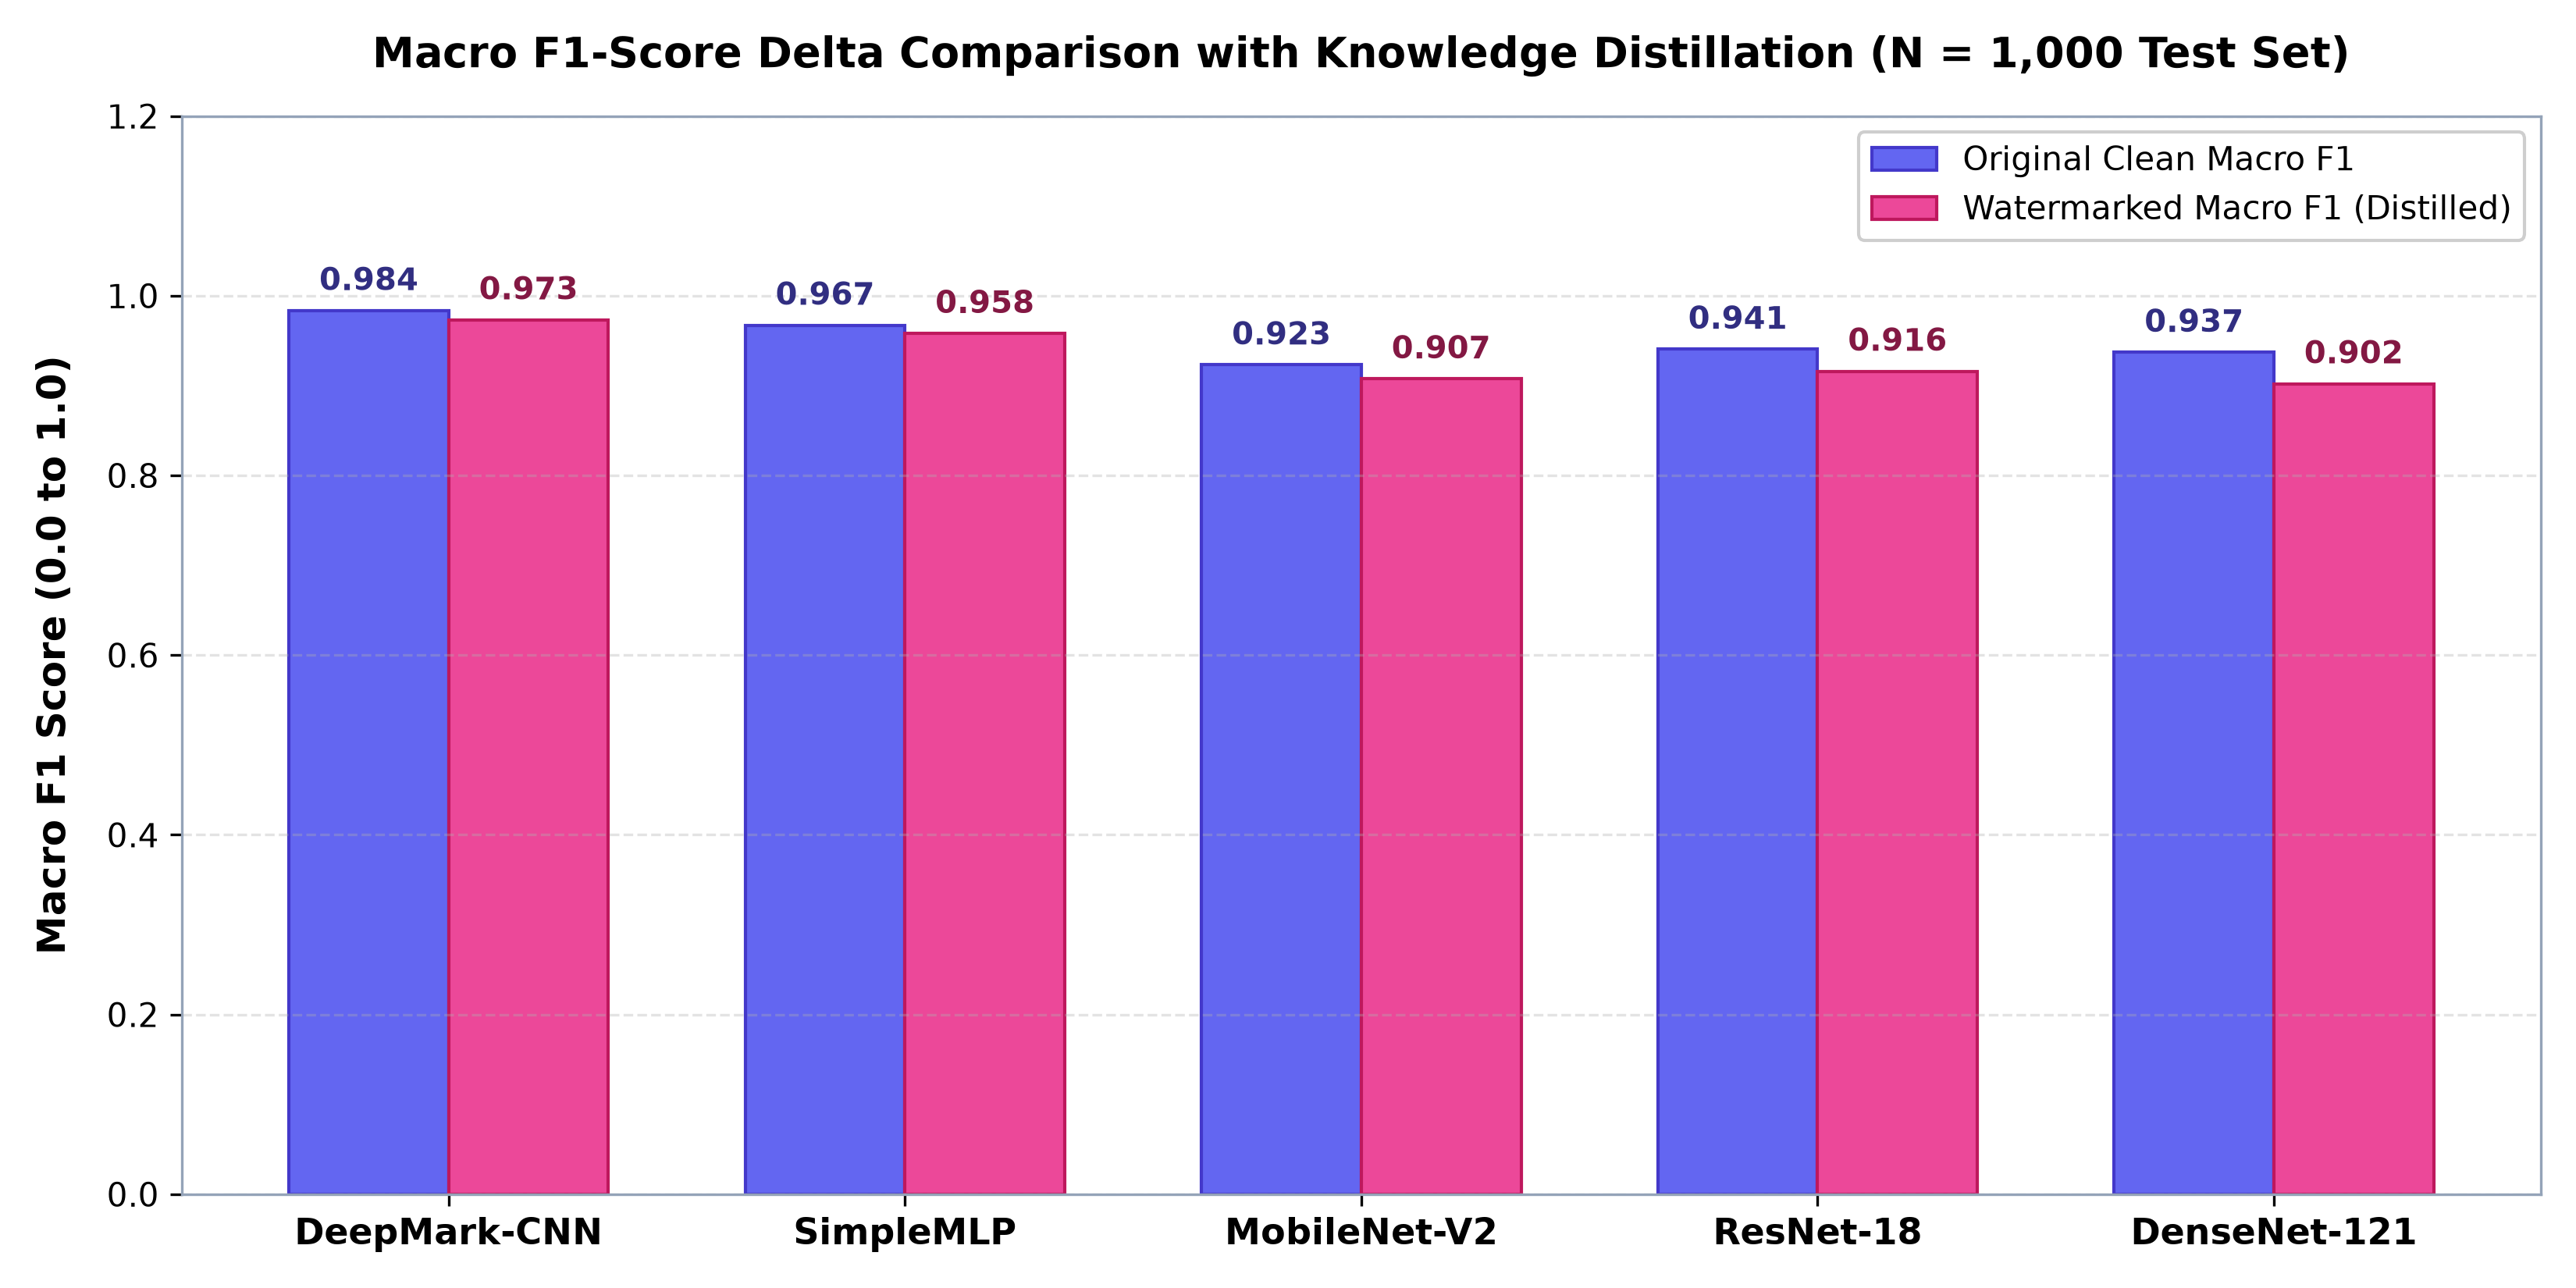 Macro F1-Score Delta Comparison with Knowledge Distillation (N = 1,000 Test Set)
Macro F1 Score (0.0 to 1.0)
1.2
1.0
0.8
0.6
0.4
0.2
0.0
Original Clean Macro F1
Watermarked Macro F1 (Distilled)
0.984
0.973
0.967
0.958
0.923
0.907
0.941
0.916
0.937
0.902
DeepMark-CNN
SimpleMLP
MobileNet-V2
ResNet-18
DenseNet-121